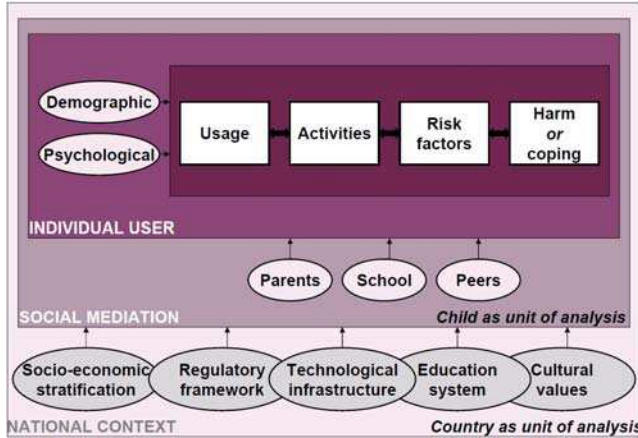 Demographic
Psychological
Usage
Activities
Risk
factors
Harm
or
coping
INDIVIDUAL USER
Parents
School
Peers
SOCIAL MEDIATION
Child as unit of analysis
Socio-economic
stratification
Regulatory
framework
Technological
infrastructure
Education
system
Cultural
values
NATIONAL CONTEXT
Country as unit of analysis